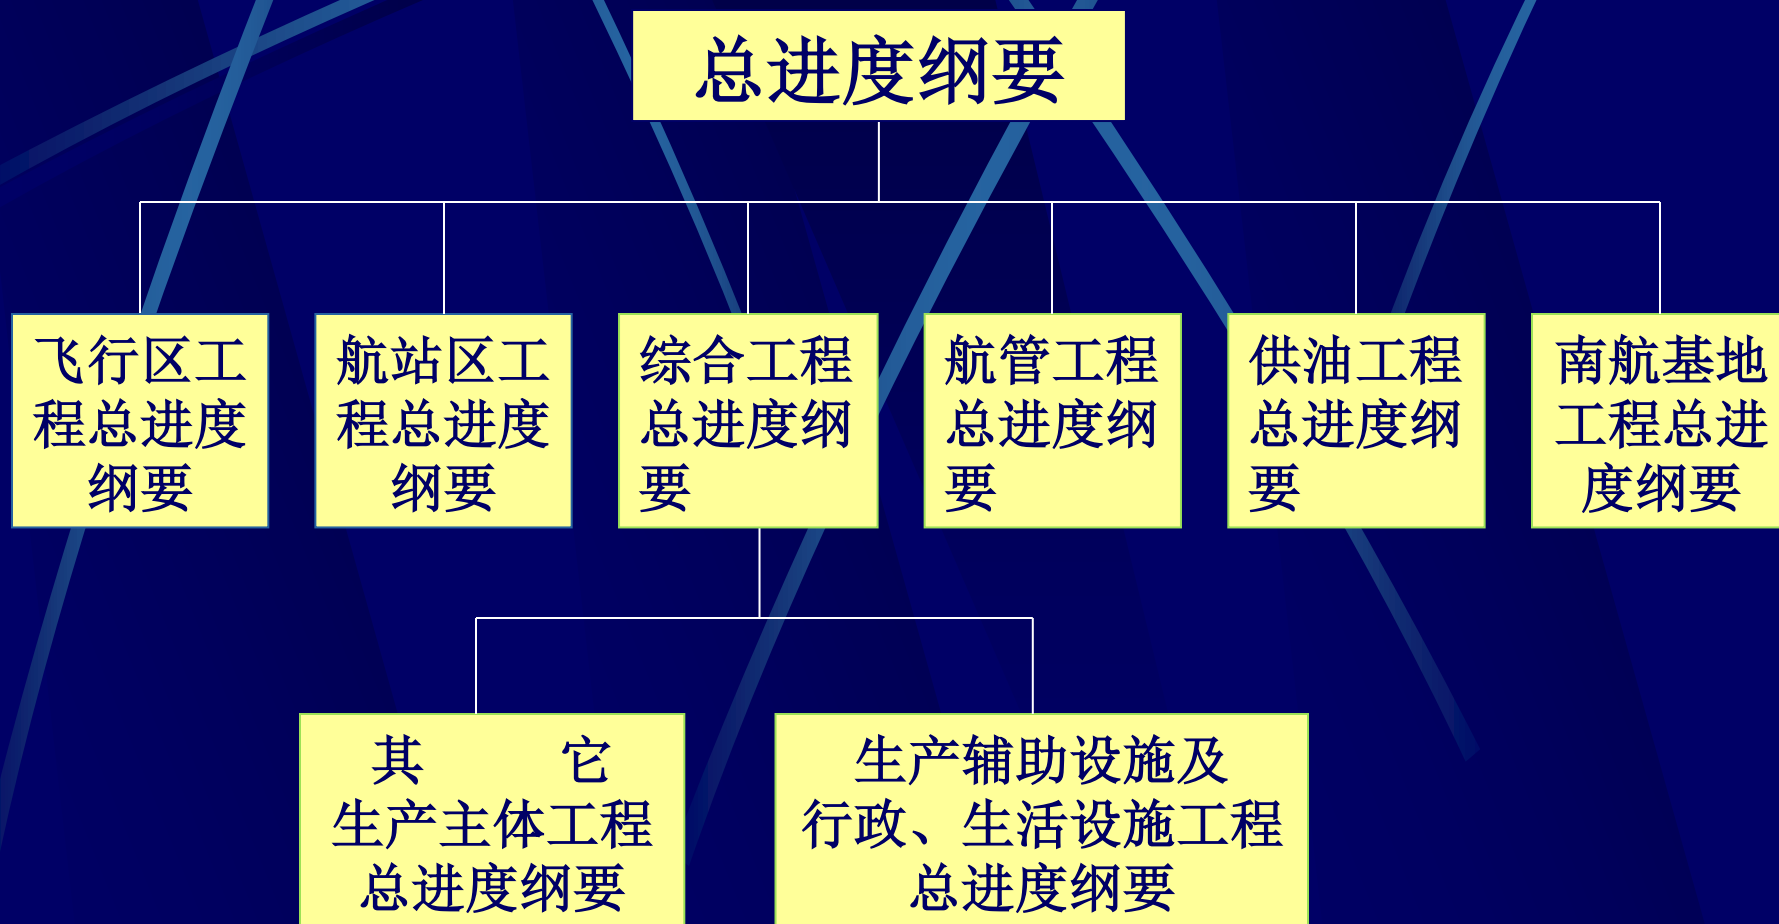 总进度纲要
飞行区工
程总进度
纲要
航站区工
程总进度
纲要
综合工程
总进度纲
要
航管工程
总进度纲
要
供油工程
总进度纲
要
南航基地
工程总进
度纲要
其 它
生产主体工程
总进度纲要
生产辅助设施及
行政、生活设施工程
总进度纲要